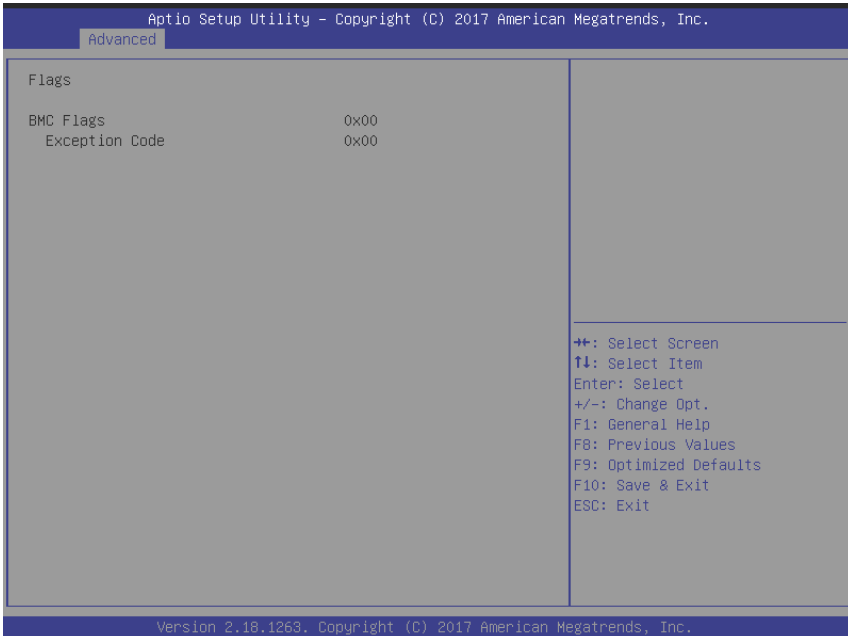 Aptio Setup Utility – Copyright (C) 2017 American Megatrends, Inc.
Advanced
Flags
BMC Flags 0x00
Exception Code 0x00
→←: Select Screen
↑↓: Select Item
Enter: Select
+/-: Change Opt.
F1: General Help
F8: Previous Values
F9: Optimized Defaults
F10: Save & Exit
ESC: Exit
Version 2.18.1263. Copyright (C) 2017 American Megatrends, Inc.